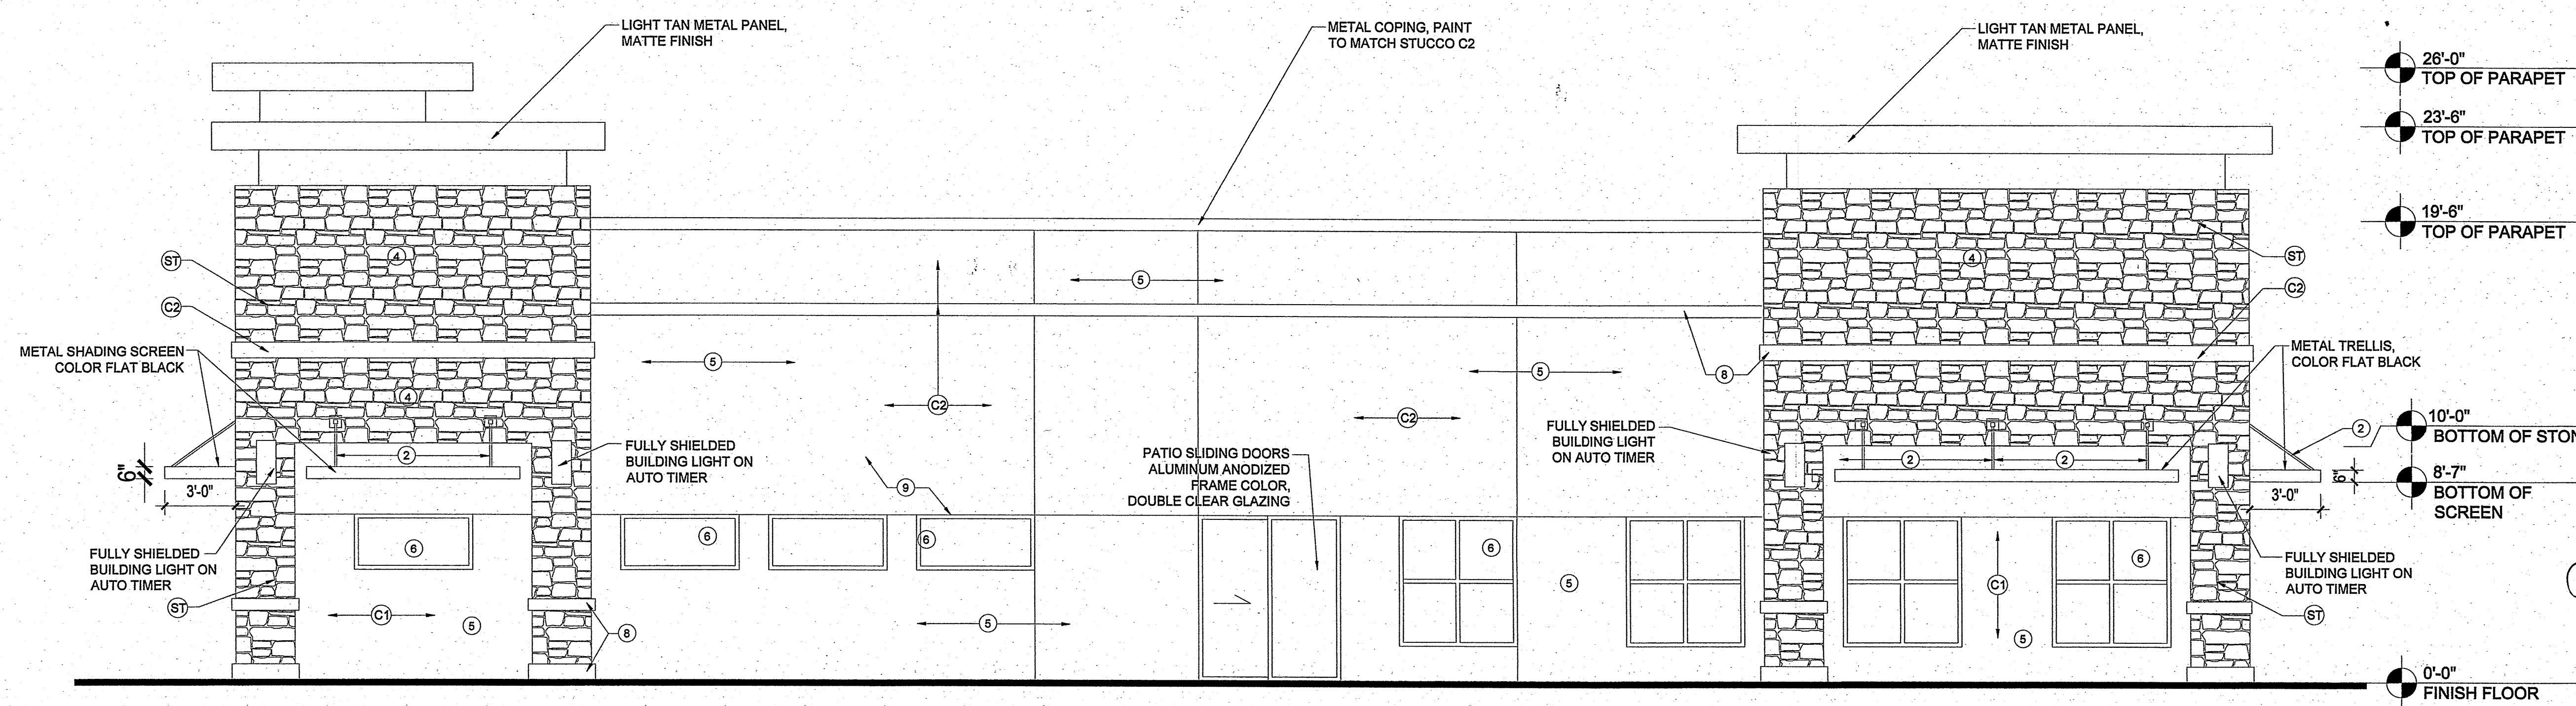 LIGHT TAN METAL PANEL,
MATTE FINISH
METAL COPING, PAINT
TO MATCH STUCCO C2
LIGHT TAN METAL PANEL,
MATTE FINISH
26'-0"
TOP OF PARAPET
23'-6"
TOP OF PARAPET
19'-6"
TOP OF PARAPET
ST
4
5
4
ST
C2
C2
METAL SHADING SCREEN
COLOR FLAT BLACK
5
5
8
METAL TRELLIS,
COLOR FLAT BLACK
4
C2
C2
10'-0"
BOTTOM OF STON
2
6"
3'-0"
2
FULLY SHIELDED
BUILDING LIGHT ON
AUTO TIMER
9
PATIO SLIDING DOORS
ALUMINUM ANODIZED
FRAME COLOR,
DOUBLE CLEAR GLAZING
FULLY SHIELDED
BUILDING LIGHT
ON AUTO TIMER
2
2
6"
3'-0"
8'-7"
BOTTOM OF
SCREEN
FULLY SHIELDED
BUILDING LIGHT ON
AUTO TIMER
6
6
6
6
5
C1
6
FULLY SHIELDED
BUILDING LIGHT ON
AUTO TIMER
ST
C1
5
8
5
5
ST
0'-0"
FINISH FLOOR